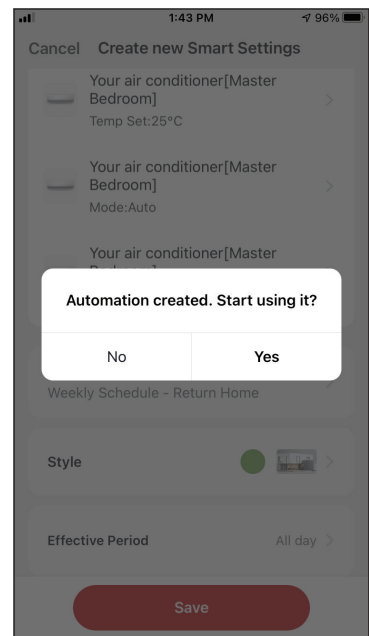 1:43 PM
96%
Cancel Create new Smart Settings
Your air conditioner[Master
Bedroom]
Temp Set:25°C
Your air conditioner[Master
Bedroom]
Mode:Auto
Your air conditioner[Master
Automation created. Start using it?
No Yes
Weekly Schedule - Return Home
Style
Effective Period All day
Save